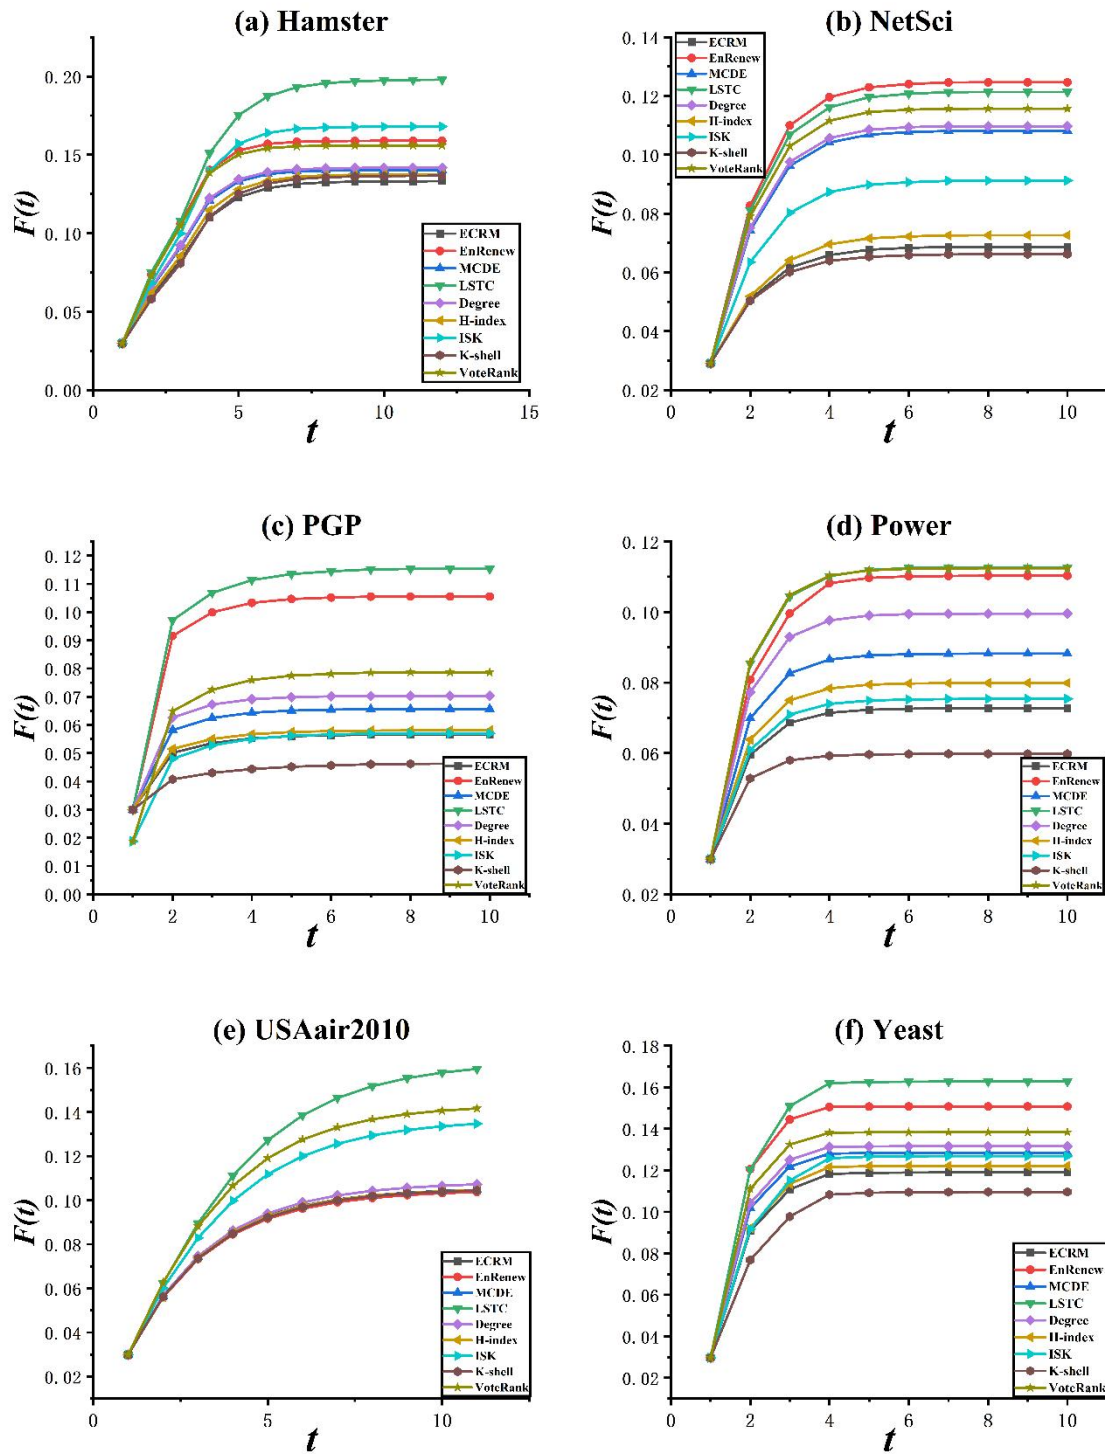 (a) Hamster
F(t)
0.20
0.15
0.10
0.05
0.00
0
5
10
15
t
ECRM
EnRenew
MCDE
LSTC
Degree
H-index
ISK
K-shell
VoteRank
(b) NetSci
F(t)
0.14
0.12
0.10
0.08
0.06
0.04
0.02
0
2
4
6
8
10
t
ECRM
EnRenew
MCDE
LSTC
Degree
H-index
ISK
K-shell
VoteRank
(c) PGP
F(t)
0.12
0.11
0.10
0.09
0.08
0.07
0.06
0.05
0.04
0.03
0.02
0.01
0.00
0
2
4
6
8
10
t
ECRM
EnRenew
MCDE
LSTC
Degree
H-index
ISK
K-shell
VoteRank
(d) Power
F(t)
0.12
0.10
0.08
0.06
0.04
0.02
0
2
4
6
8
10
t
ECRM
EnRenew
MCDE
LSTC
Degree
H-index
ISK
K-shell
VoteRank
(e) USAair2010
F(t)
0.16
0.14
0.12
0.10
0.08
0.06
0.04
0.02
0
5
10
t
ECRM
EnRenew
MCDE
LSTC
Degree
H-index
ISK
K-shell
VoteRank
(f) Yeast
F(t)
0.18
0.16
0.14
0.12
0.10
0.08
0.06
0.04
0.02
0
2
4
6
8
10
t
ECRM
EnRenew
MCDE
LSTC
Degree
H-index
ISK
K-shell
VoteRank